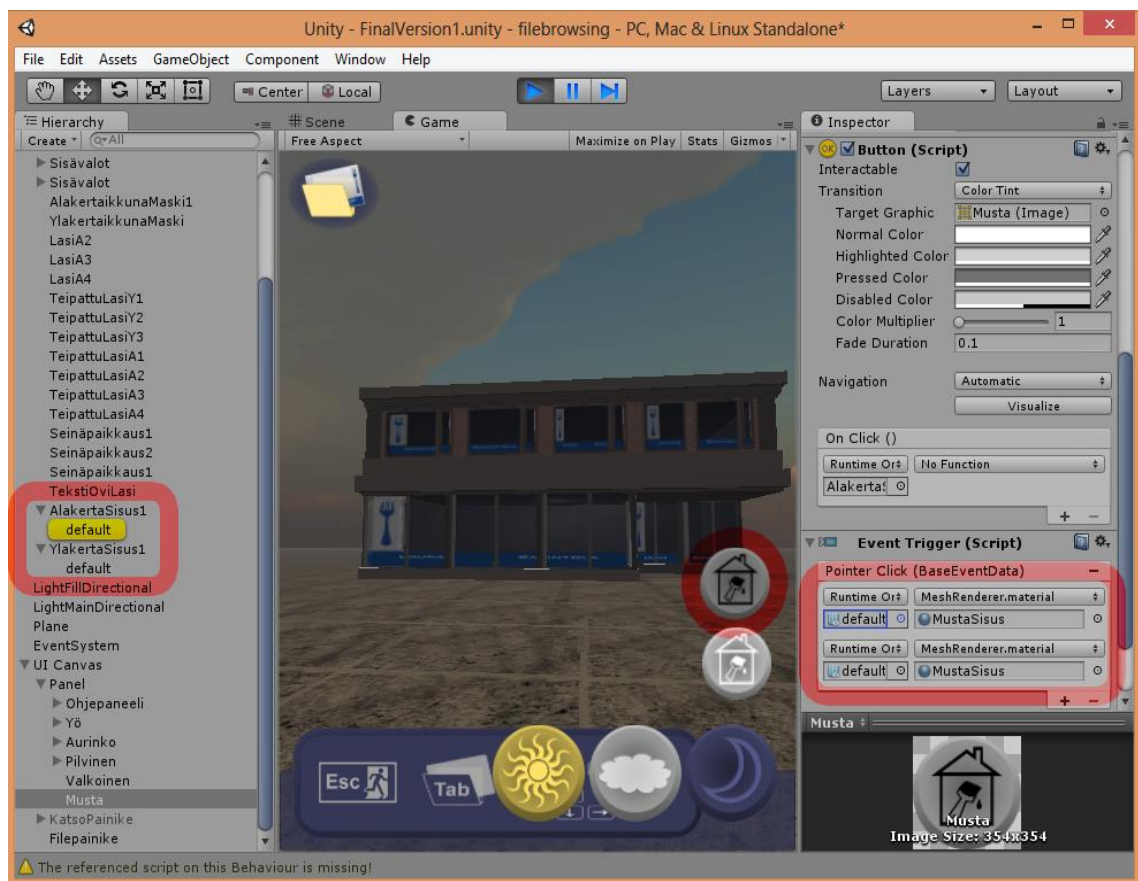 Unity - FinalVersion1.unity - filebrowsing - PC, Mac & Linux Standalone*
File Edit Assets GameObject Component Window Help
Center Local Layers Layout
Hierarchy
Create All
Sisävalot
Sisävalot
AlakertaikkunaMaski1
YlakertaikkunaMaski
LasiA2
LasiA3
LasiA4
TeipattuLasiY1
TeipattuLasiY2
TeipattuLasiY3
TeipattuLasiA1
TeipattuLasiA2
TeipattuLasiA3
TeipattuLasiA4
Seinäpaikkaus1
Seinäpaikkaus2
Seinäpaikkaus1
TekstiOviLasi
AlakertaSisus1
default
YlakertaSisus1
default
LightFillDirectional
LightMainDirectional
Plane
EventSystem
UI Canvas
Panel
Ohjepaneeli
Yö
Aurinko
Pilvinen
Valkoinen
Musta
KatsoPainike
Filepainike
Scene Game
Free Aspect Maximize on Play Stats Gizmos
Esc
Tab
Inspector
Button (Script)
Interactable
Transition Color Tint
Target Graphic Musta (Image)
Normal Color
Highlighted Color
Pressed Color
Disabled Color
Color Multiplier 1
Fade Duration 0.1
Navigation Automatic
Visualize
On Click ()
Runtime Or No Function
Alakerta
Event Trigger (Script)
Pointer Click (BaseEventData)
Runtime Or MeshRenderer.material
default MustaSisus
Runtime Or MeshRenderer.material
default MustaSisus
Musta
Musta
Image Size: 354x354
The referenced script on this Behaviour is missing!